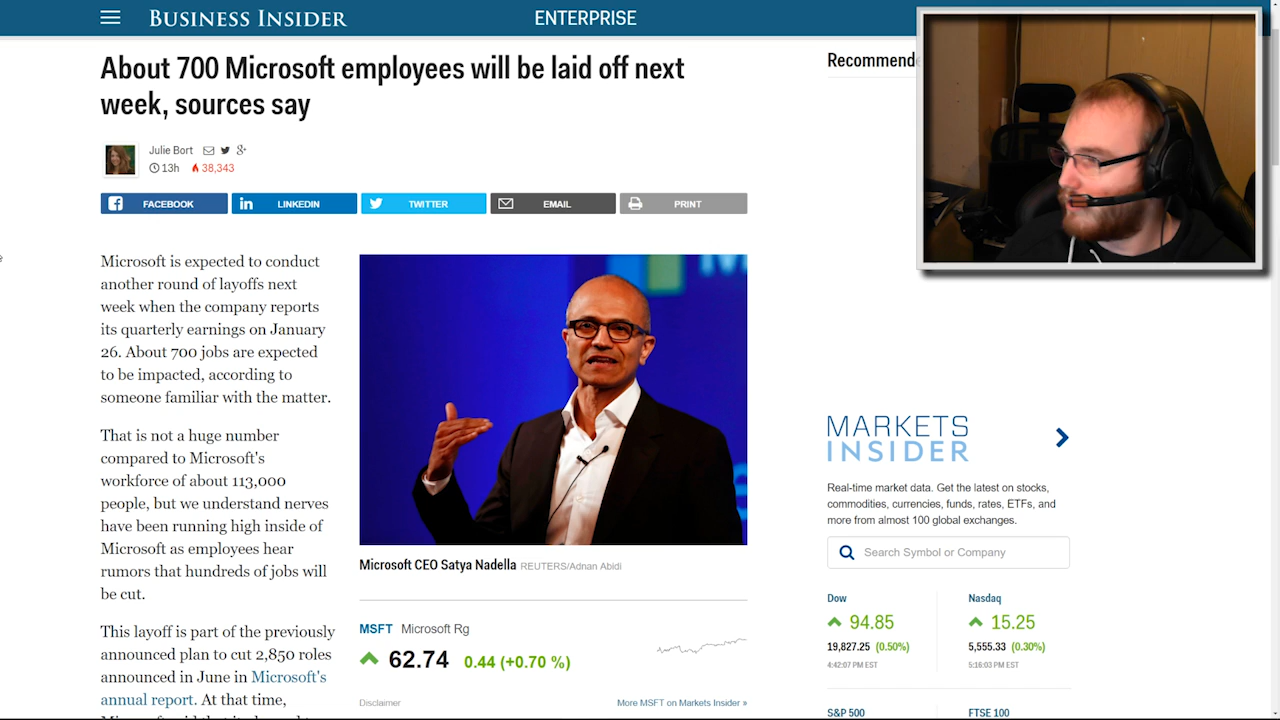 BUSINESS INSIDER
ENTERPRISE
About 700 Microsoft employees will be laid off next
week, sources say
Julie Bort
13h 38,343
FACEBOOK
LINKEDIN
TWITTER
EMAIL
PRINT
Microsoft is expected to conduct
another round of layoffs next
week when the company reports
its quarterly earnings on January
26. About 700 jobs are expected
to be impacted, according to
someone familiar with the matter.
That is not a huge number
compared to Microsoft's
workforce of about 113,000
people, but we understand nerves
have been running high inside of
Microsoft as employees hear
rumors that hundreds of jobs will
be cut.
This layoff is part of the previously
announced plan to cut 2,850 roles
announced in June in Microsoft's
annual report. At that time,
Microsoft CEO Satya Nadella REUTERS/Adnan Abidi
MSFT Microsoft Rg
62.74 0.44 (+0.70 %)
Disclaimer
More MSFT on Markets Insider »
Recommende
MARKETS
INSIDER
Real-time market data. Get the latest on stocks,
commodities, currencies, funds, rates, ETFs, and
more from almost 100 global exchanges.
Search Symbol or Company
Dow
94.85
19,827.25 (0.50%)
4:42:07 PM EST
Nasdaq
15.25
5,555.33 (0.30%)
5:16:03 PM EST
S&P 500
FTSE 100